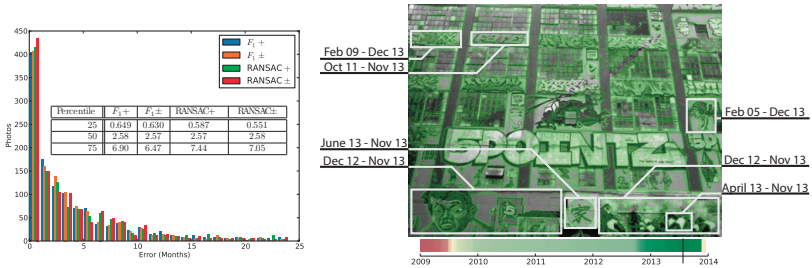 450
400
350
300
250
200
150
100
50
0
Photos
0
5
10
15
20
25
Error (Months)
F1 +
F1 ±
RANSAC +
RANSAC ±
Percentile F1+ F1± RANSAC+ RANSAC±
25 0.649 0.630 0.587 0.551
50 2.58 2.57 2.57 2.58
75 6.90 6.47 7.44 7.05
Feb 09 - Dec 13
Oct 11 - Nov 13
June 13 - Nov 13
Dec 12 - Nov 13
Feb 05 - Dec 13
Dec 12 - Nov 13
April 13 - Nov 13
5POINTZ
家
2009 2010 2011 2012 2013 2014